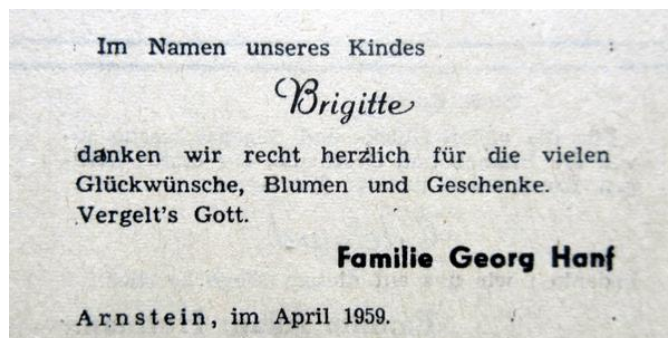 Im Namen unseres Kindes
Brigitte
danken wir recht herzlich für die vielen
Glückwünsche, Blumen und Geschenke.
Vergelt's Gott.
Familie Georg Hanf
Arnstein, im April 1959.